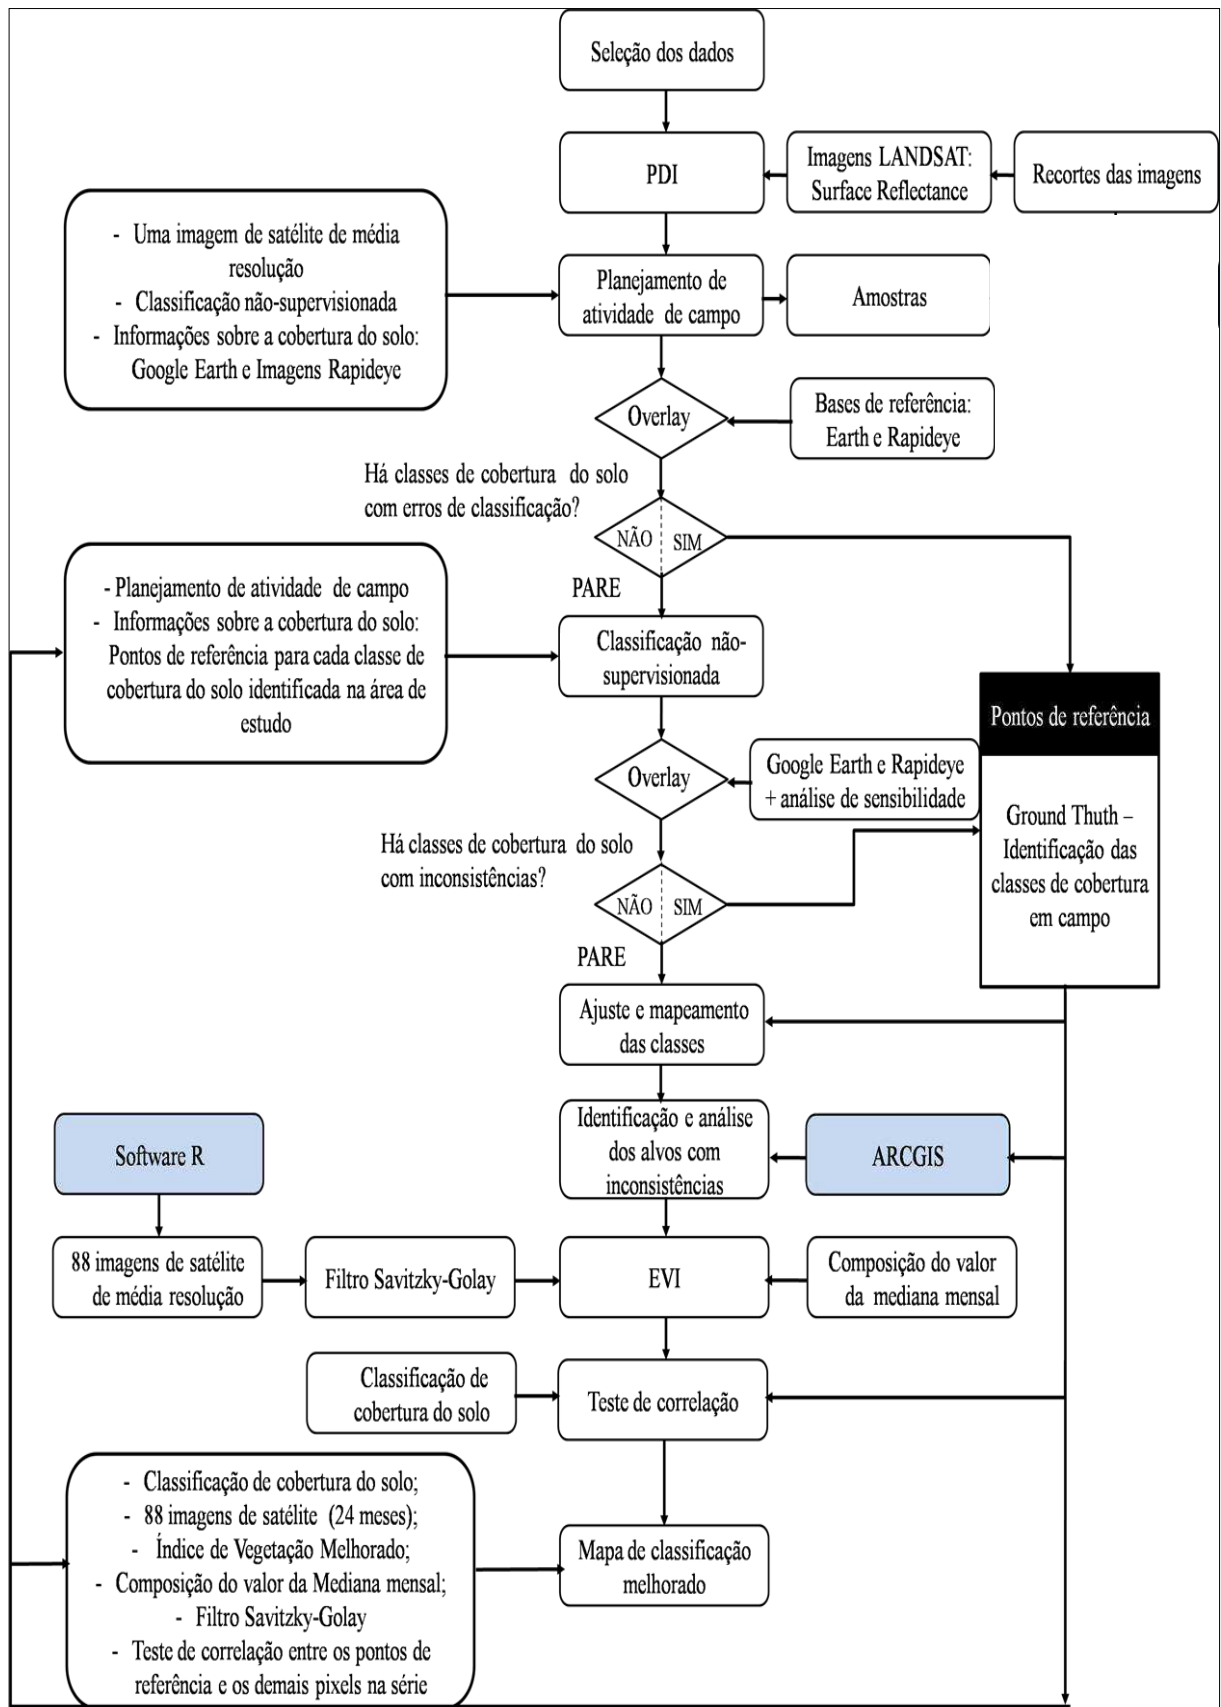 Seleção dos dados
PDI
Imagens LANDSAT:
Surface Reflectance
Recortes das imagens
- Uma imagem de satélite de média
resolução
- Classificação não-supervisionada
- Informações sobre a cobertura do solo:
Google Earth e Imagens Rapideye
Planejamento de
atividade de campo
Amostras
Overlay
Bases de referência:
Earth e Rapideye
Há classes de cobertura do solo
com erros de classificação?
NÃO
SIM
PARE
- Planejamento de atividade de campo
- Informações sobre a cobertura do solo:
Pontos de referência para cada classe de
cobertura do solo identificada na área de
estudo
Classificação não-
supervisionada
Pontos de referência
Ground Thuth –
Identificação das
classes de cobertura
em campo
Overlay
Google Earth e Rapideye
+ análise de sensibilidade
Há classes de cobertura do solo
com inconsistências?
NÃO
SIM
PARE
Ajuste e mapeamento
das classes
Identificação e análise
dos alvos com
inconsistências
ARCGIS
Software R
88 imagens de satélite
de média resolução
Filtro Savitzky-Golay
EVI
Composição do valor
da mediana mensal
Classificação de
cobertura do solo
Teste de correlação
- Classificação de cobertura do solo;
- 88 imagens de satélite (24 meses);
- Índice de Vegetação Melhorado;
- Composição do valor da Mediana mensal;
- Filtro Savitzky-Golay
- Teste de correlação entre os pontos de
referência e os demais pixels na série
Mapa de classificação
melhorado